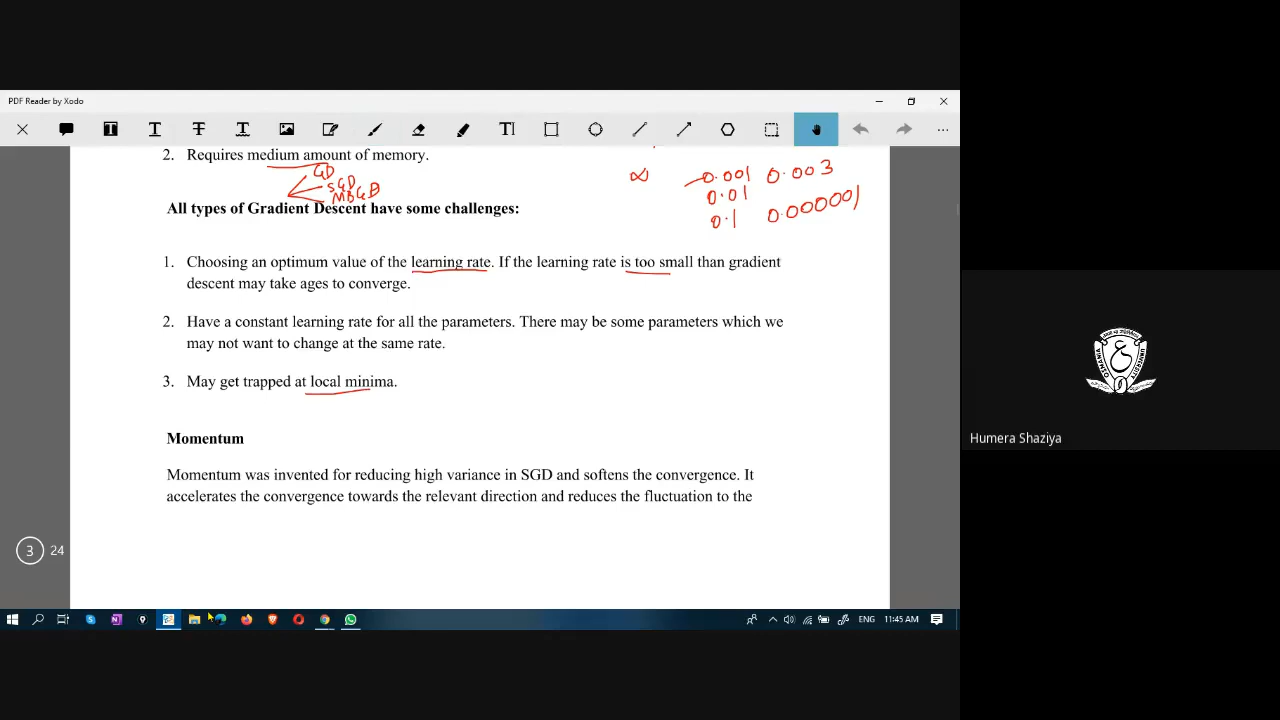 PDF Reader by Xodo
2. Requires medium amount of memory.
GD
SGD
MBGD
∝ 0.001 0.003
0.01
0.1 0.000001
All types of Gradient Descent have some challenges:
1. Choosing an optimum value of the learning rate. If the learning rate is too small than gradient
descent may take ages to converge.
2. Have a constant learning rate for all the parameters. There may be some parameters which we
may not want to change at the same rate.
3. May get trapped at local minima.
Momentum
Momentum was invented for reducing high variance in SGD and softens the convergence. It
accelerates the convergence towards the relevant direction and reduces the fluctuation to the
3 24
ENG 11:45 AM
OSMANIA UNIVERSITY
Humera Shaziya